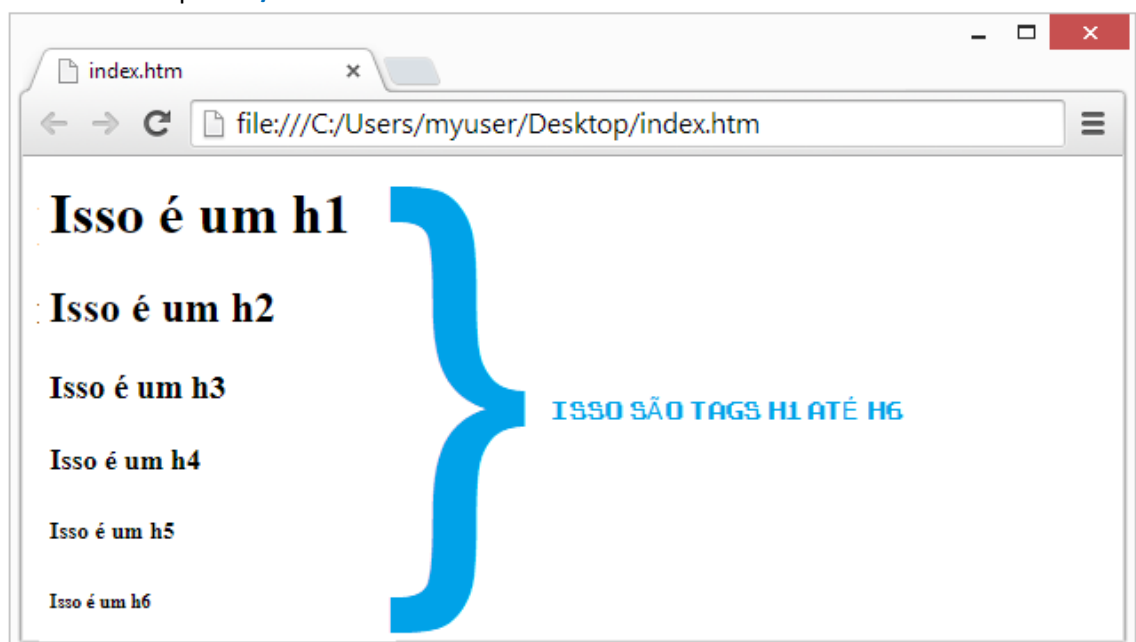 index.htm
file:///C:/Users/myuser/Desktop/index.htm
Isso é um h1
Isso é um h2
Isso é um h3
ISSO SÃO TAGS H1 ATÉ H6
Isso é um h4
Isso é um h5
Isso é um h6